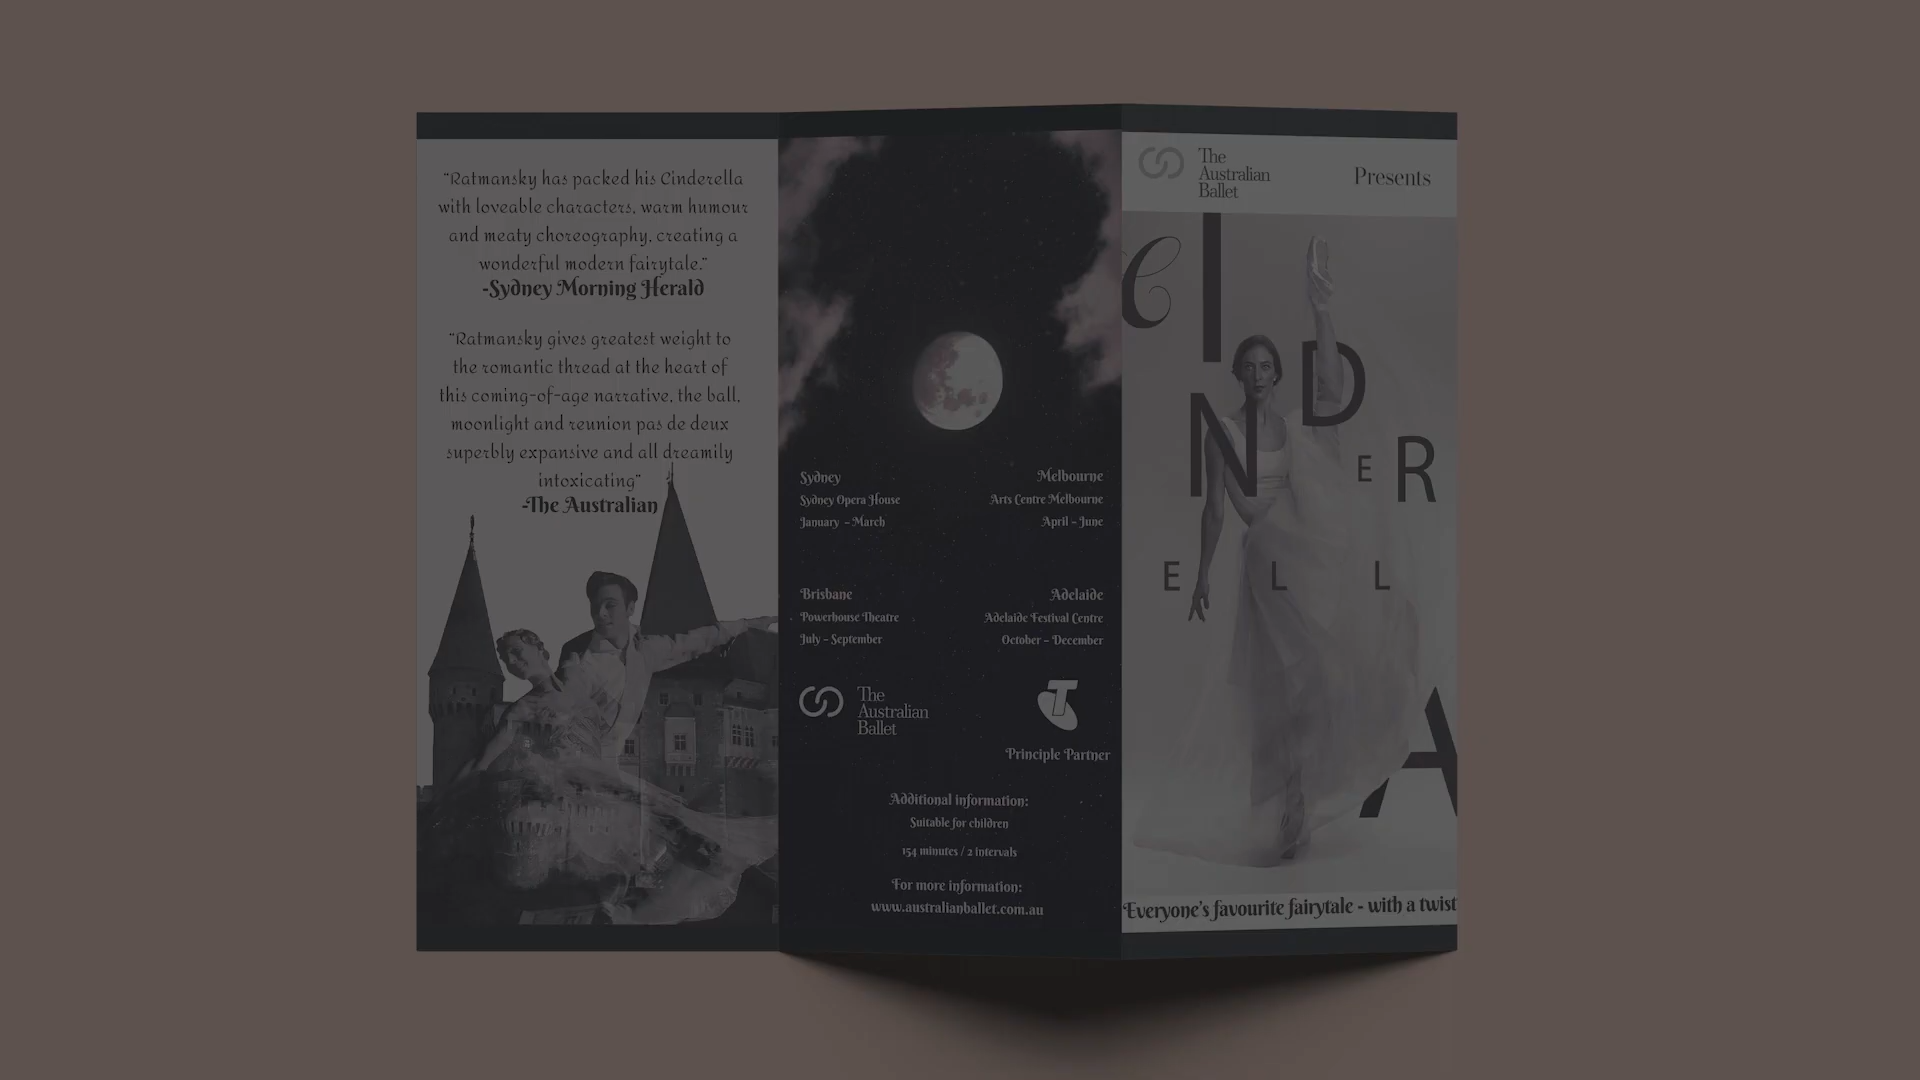 “Ratmansky has packed his Cinderella
with loveable characters, warm humour
and meaty choreography, creating a
wonderful modern fairytale.”
-Sydney Morning Herald
“Ratmansky gives greatest weight to
the romantic thread at the heart of
this coming-of-age narrative, the ball,
moonlight and reunion pas de deux
superbly expansive and all dreamily
intoxicating”
-The Australian
Sydney
Sydney Opera House
January – March
Melbourne
Arts Centre Melbourne
April – June
Brisbane
Powerhouse Theatre
July – September
Adelaide
Adelaide Festival Centre
October – December
The
Australian
Ballet
T
Principle Partner
Additional information:
Suitable for children
154 minutes / 2 intervals
For more information:
www.australianballet.com.au
The
Australian
Ballet
Presents
C I
N D
E R
E L L
A
Everyone's favourite fairytale - with a twist